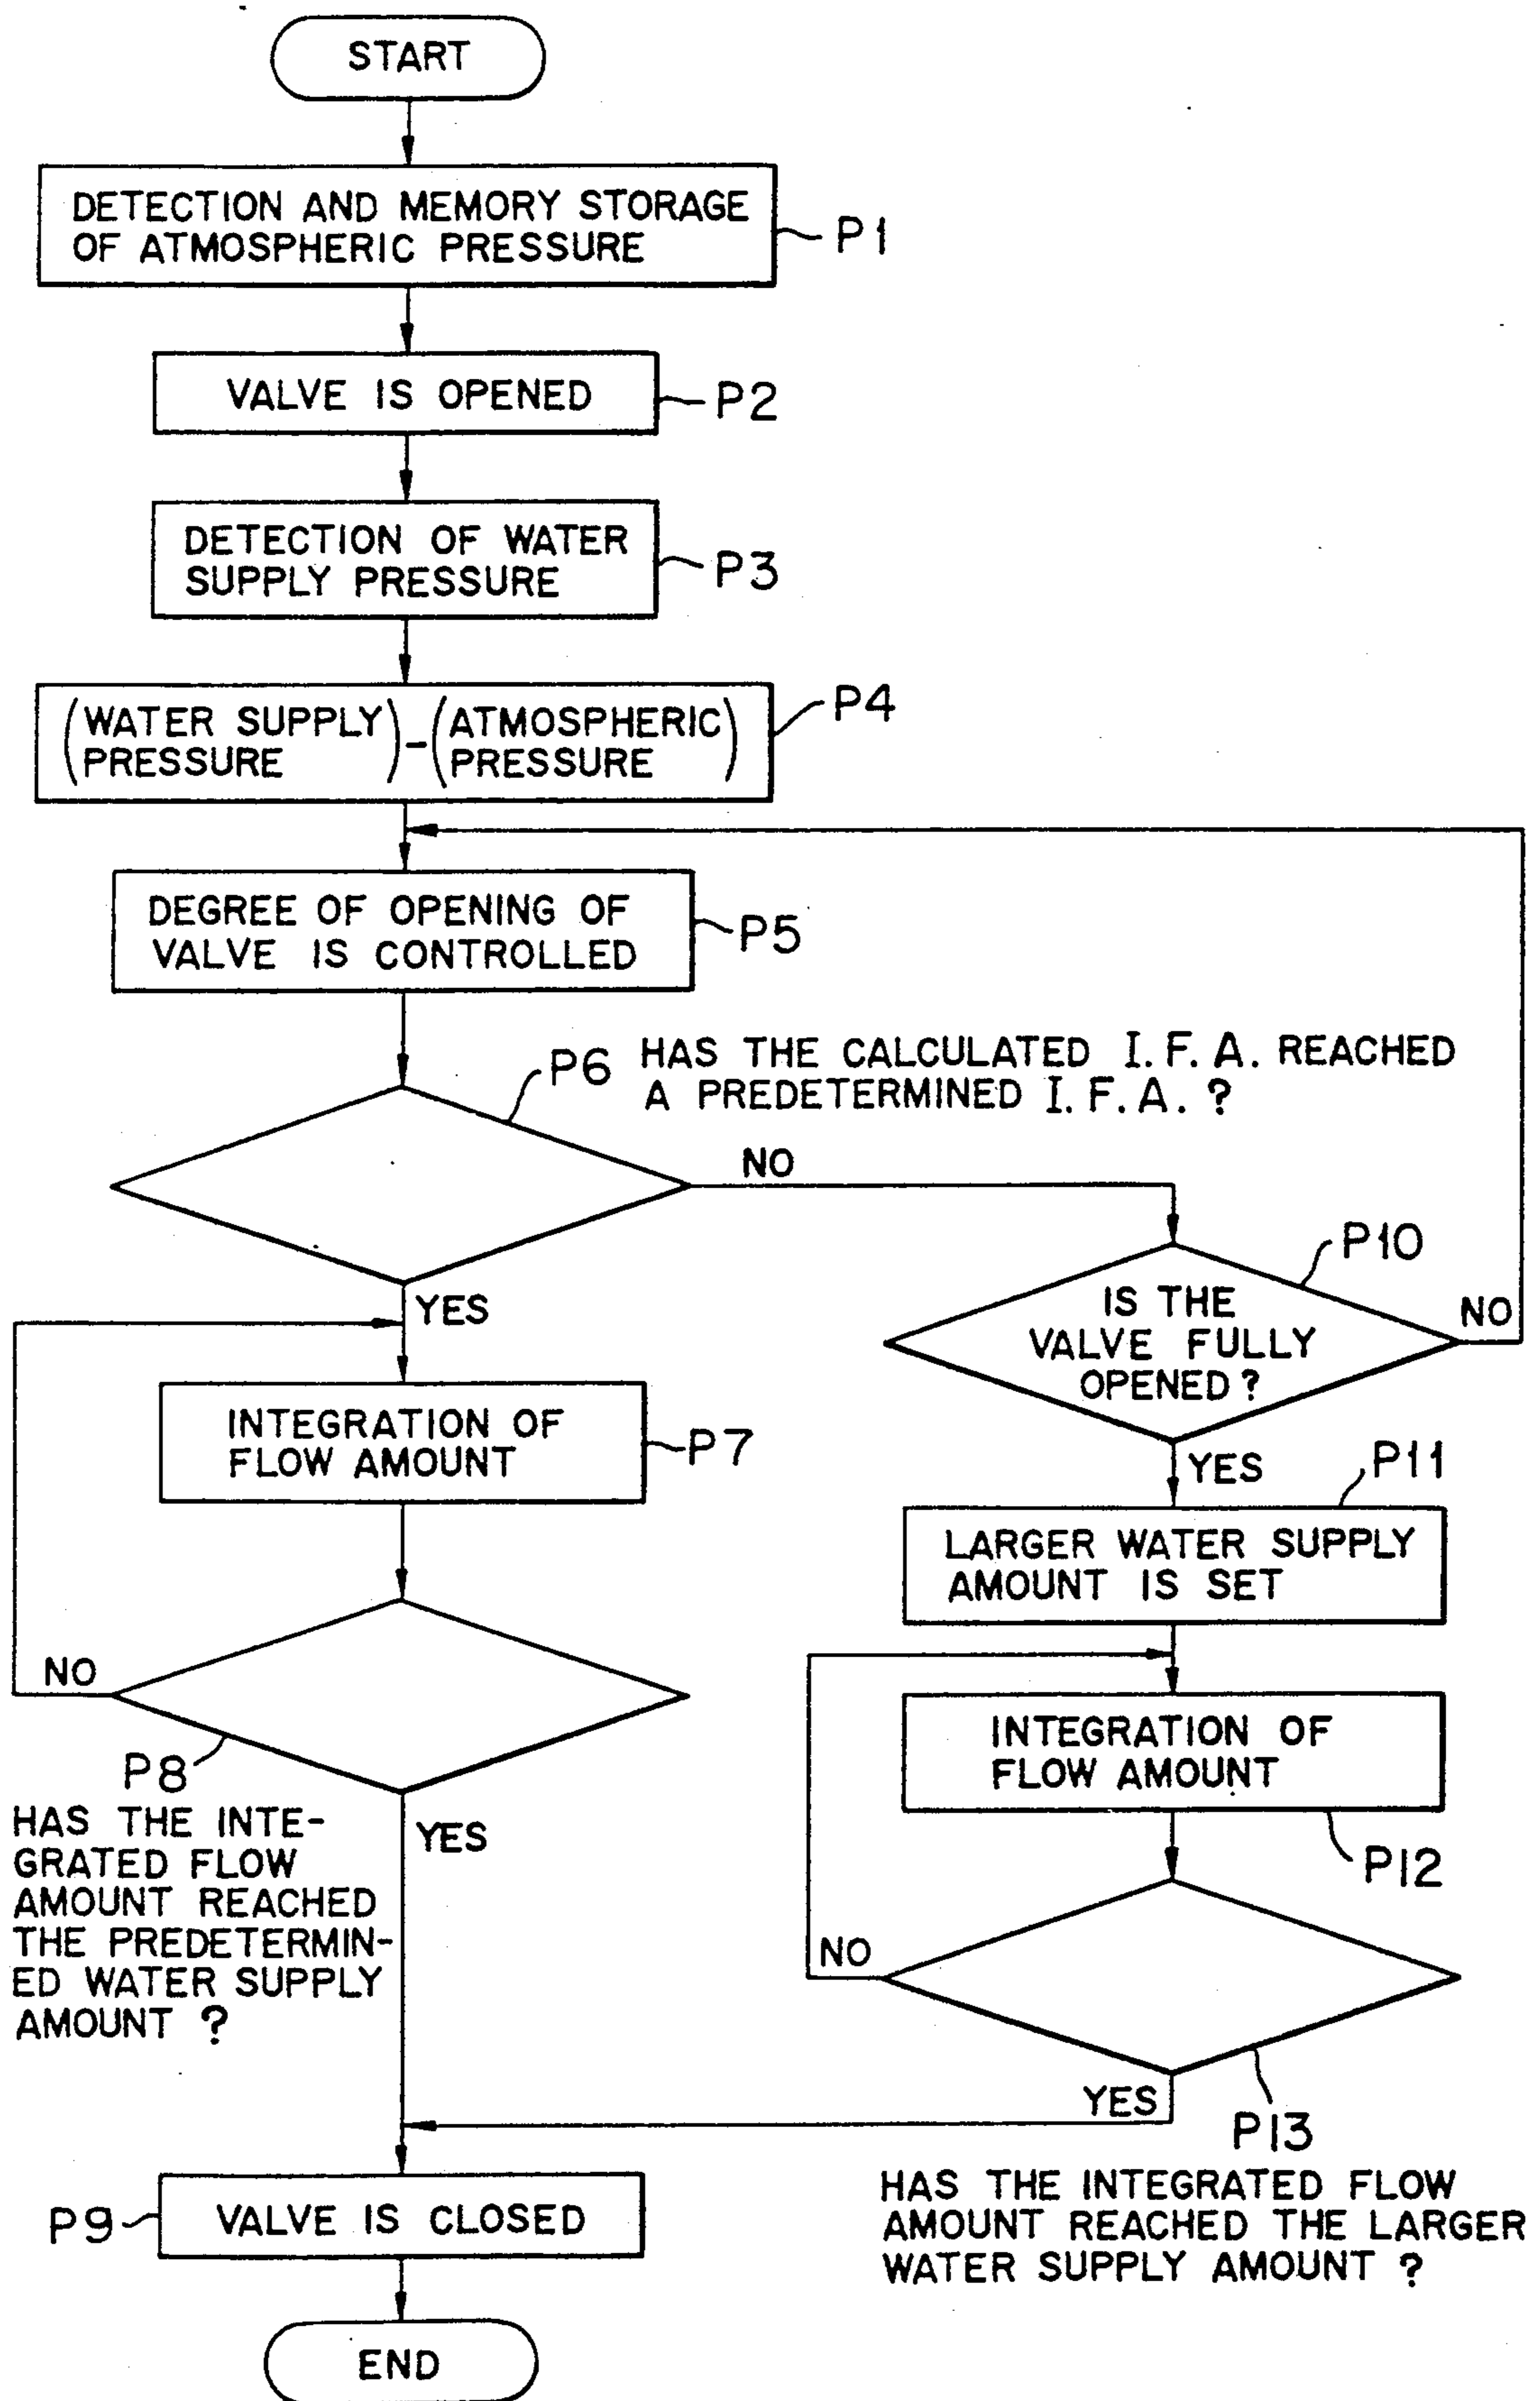 START
DETECTION AND MEMORY STORAGE
OF ATMOSPHERIC PRESSURE
P1
VALVE IS OPENED
P2
DETECTION OF WATER
SUPPLY PRESSURE
P3
(WATER SUPPLY PRESSURE) - (ATMOSPHERIC PRESSURE)
P4
DEGREE OF OPENING OF
VALVE IS CONTROLLED
P5
P6
HAS THE CALCULATED I.F.A. REACHED
A PREDETERMINED I.F.A. ?
NO
YES
P10
IS THE
VALVE FULLY
OPENED ?
NO
YES
INTEGRATION OF
FLOW AMOUNT
P7
P11
LARGER WATER SUPPLY
AMOUNT IS SET
NO
P8
HAS THE INTE-
GRATED FLOW
AMOUNT REACHED
THE PREDETERMIN-
ED WATER SUPPLY
AMOUNT ?
YES
INTEGRATION OF
FLOW AMOUNT
P12
NO
YES
P13
HAS THE INTEGRATED FLOW
AMOUNT REACHED THE LARGER
WATER SUPPLY AMOUNT ?
P9
VALVE IS CLOSED
END